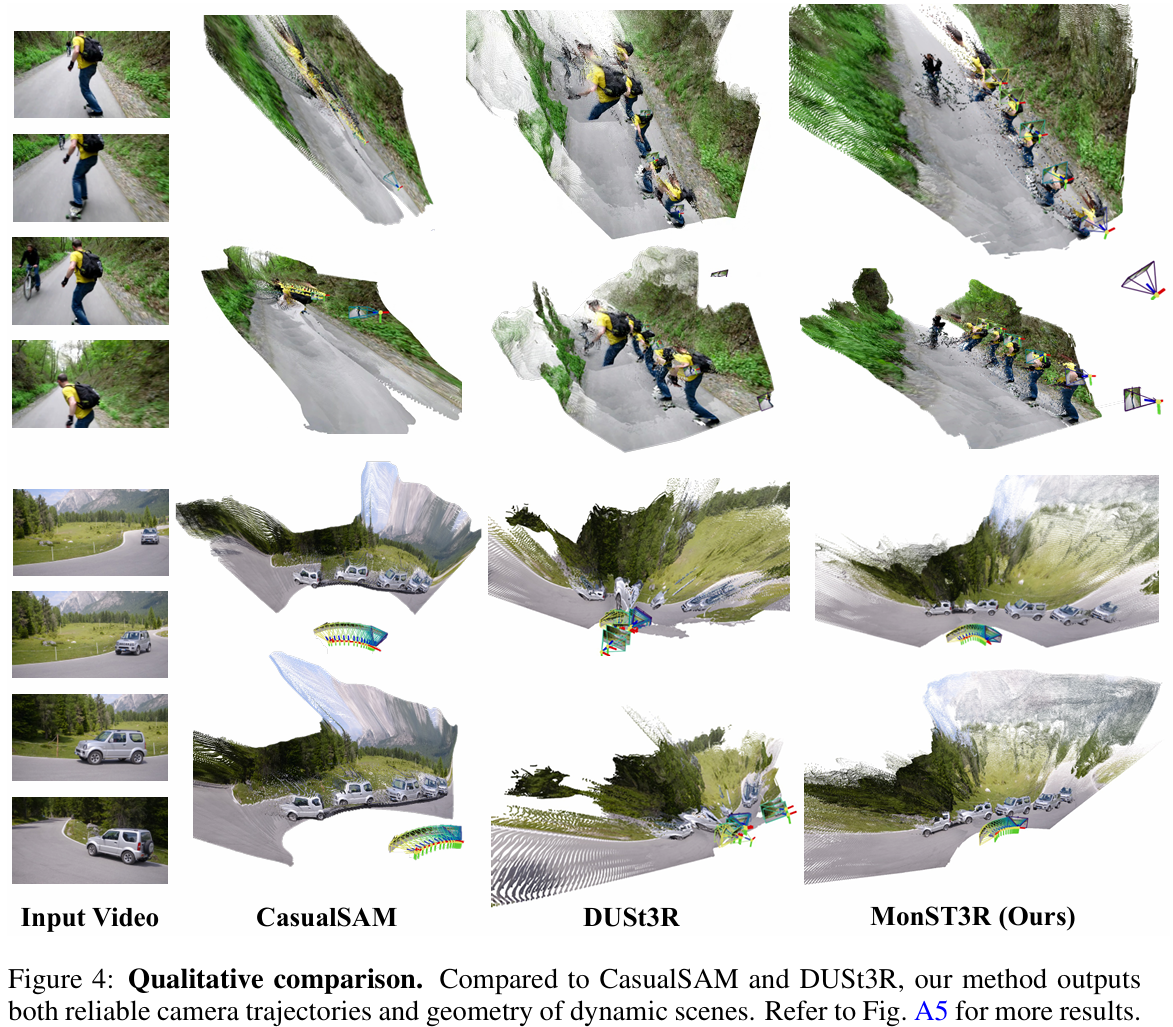 Input Video
CasualSAM
DUSt3R
MonST3R (Ours)
Figure 4: Qualitative comparison. Compared to CasualSAM and DUSt3R, our method outputs
both reliable camera trajectories and geometry of dynamic scenes. Refer to Fig. A5 for more results.